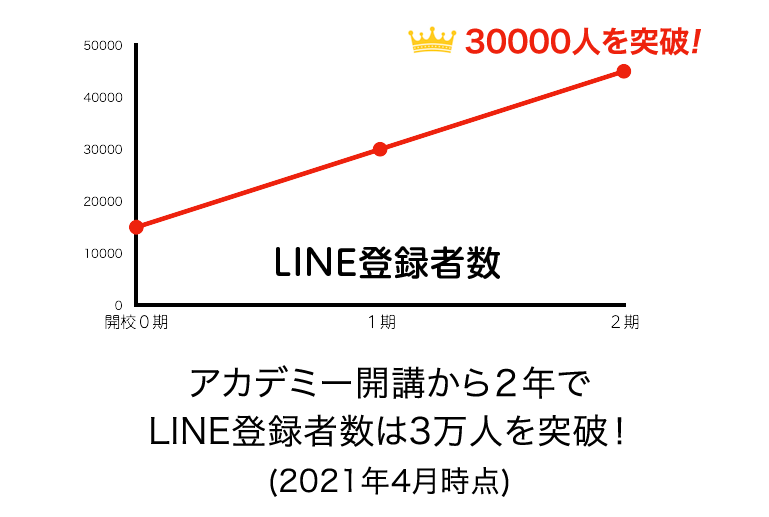 30000人を突破!
50000
40000
30000
20000
10000
0
LINE登録者数
開校0期
1期
2期
アカデミー開講から2年で
LINE登録者数は3万人を突破!
(2021年4月時点)